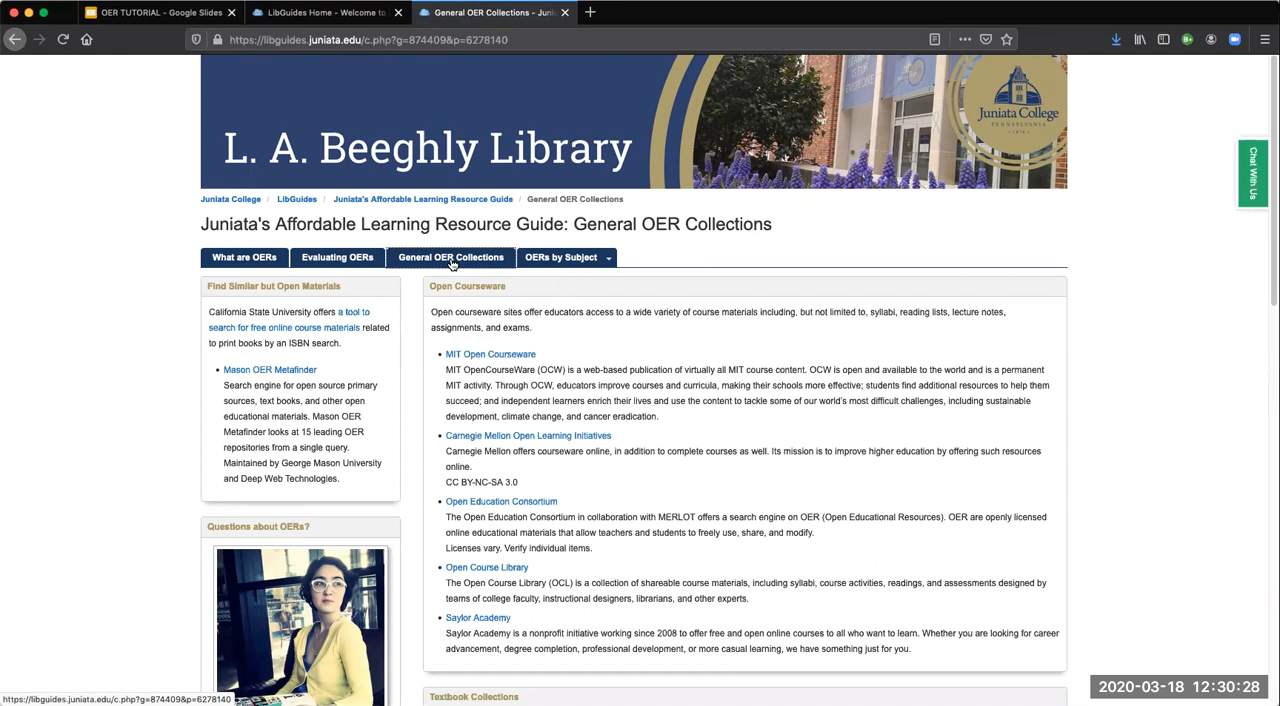 OER TUTORIAL - Google Slides
LibGuides Home - Welcome to
General OER Collections - Juni
https://libguides.juniata.edu/c.php?g=874409&p=6278140
L. A. Beeghly Library
Juniata College
PENNSYLVANIA
1876
Chat With Us
Juniata College / LibGuides / Juniata's Affordable Learning Resource Guide / General OER Collections
Juniata's Affordable Learning Resource Guide: General OER Collections
What are OERs
Evaluating OERs
General OER Collections
OERs by Subject
Find Similar but Open Materials
California State University offers a tool to
search for free online course materials related
to print books by an ISBN search.
• Mason OER Metafinder
Search engine for open source primary
sources, text books, and other open
educational materials. Mason OER
Metafinder looks at 15 leading OER
repositories from a single query.
Maintained by George Mason University
and Deep Web Technologies.
Questions about OERs?
Open Courseware
Open courseware sites offer educators access to a wide variety of course materials including, but not limited to, syllabi, reading lists, lecture notes,
assignments, and exams.
• MIT Open Courseware
MIT OpenCourseWare (OCW) is a web-based publication of virtually all MIT course content. OCW is open and available to the world and is a permanent
MIT activity. Through OCW, educators improve courses and curricula, making their schools more effective; students find additional resources to help them
succeed; and independent learners enrich their lives and use the content to tackle some of our world's most difficult challenges, including sustainable
development, climate change, and cancer eradication.
• Carnegie Mellon Open Learning Initiatives
Carnegie Mellon offers courseware online, in addition to complete courses as well. Its mission is to improve higher education by offering such resources
online.
CC BY-NC-SA 3.0
• Open Education Consortium
The Open Education Consortium in collaboration with MERLOT offers a search engine on OER (Open Educational Resources). OER are openly licensed
online educational materials that allow teachers and students to freely use, share, and modify.
Licenses vary. Verify individual items.
• Open Course Library
The Open Course Library (OCL) is a collection of shareable course materials, including syllabi, course activities, readings, and assessments designed by
teams of college faculty, instructional designers, librarians, and other experts.
• Saylor Academy
Saylor Academy is a nonprofit initiative working since 2008 to offer free and open online courses to all who want to learn. Whether you are looking for career
advancement, degree completion, professional development, or more casual learning, we have something just for you.
Textbook Collections
https://libguides.juniata.edu/c.php?g=874409&p=6278140
2020-03-18 12:30:28